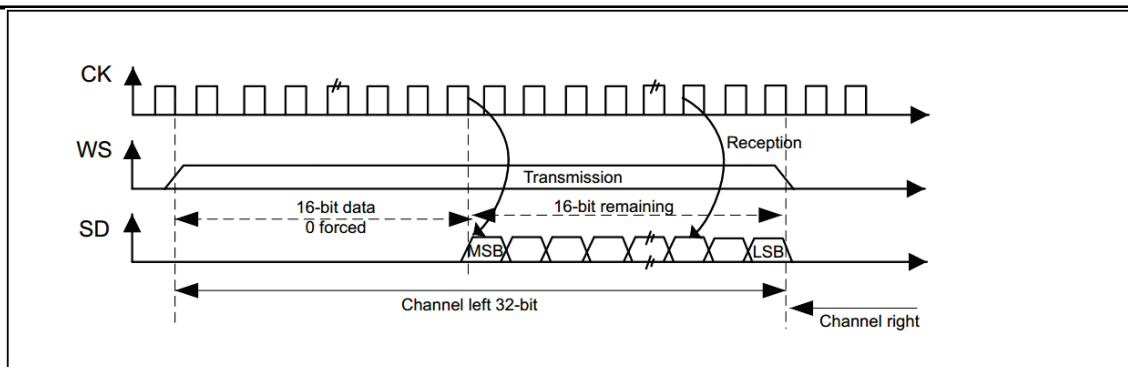 CK
Reception
WS
Transmission
16-bit data
0 forced
16-bit remaining
SD
MSB
LSB
Channel left 32-bit
Channel right